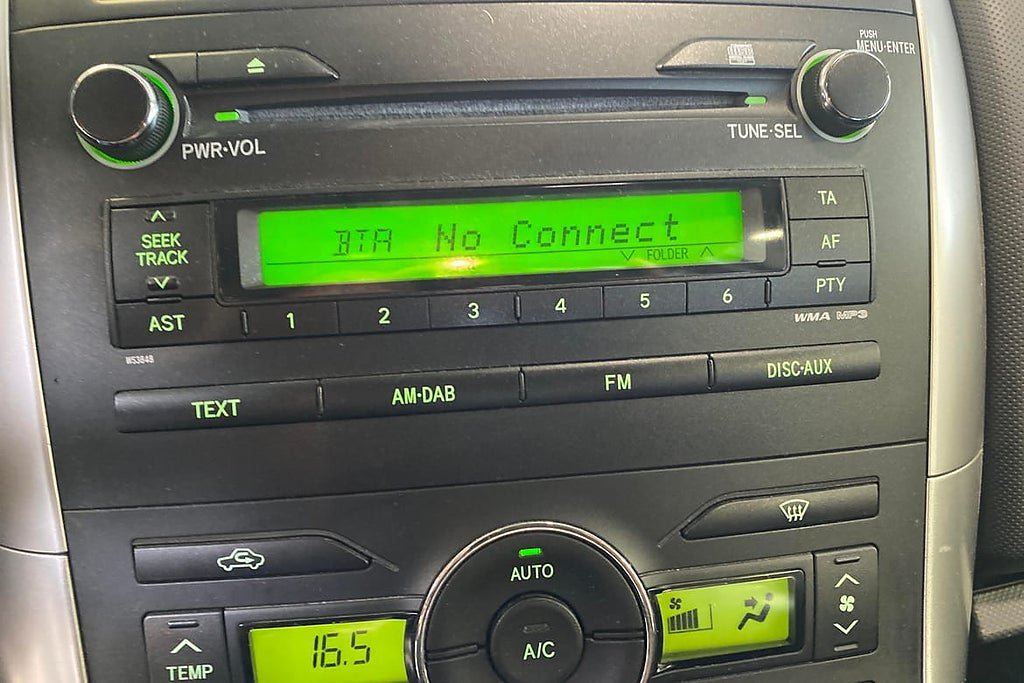 PUSH
MENU·ENTER
PWR·VOL
TUNE·SEL
SEEK
TRACK
BTA No Connect
FOLDER
TA
AF
PTY
AST
1 2 3 4 5 6
WMA MP3
W53848
TEXT
AM·DAB
FM
DISC·AUX
AUTO
16.5
A/C
TEMP